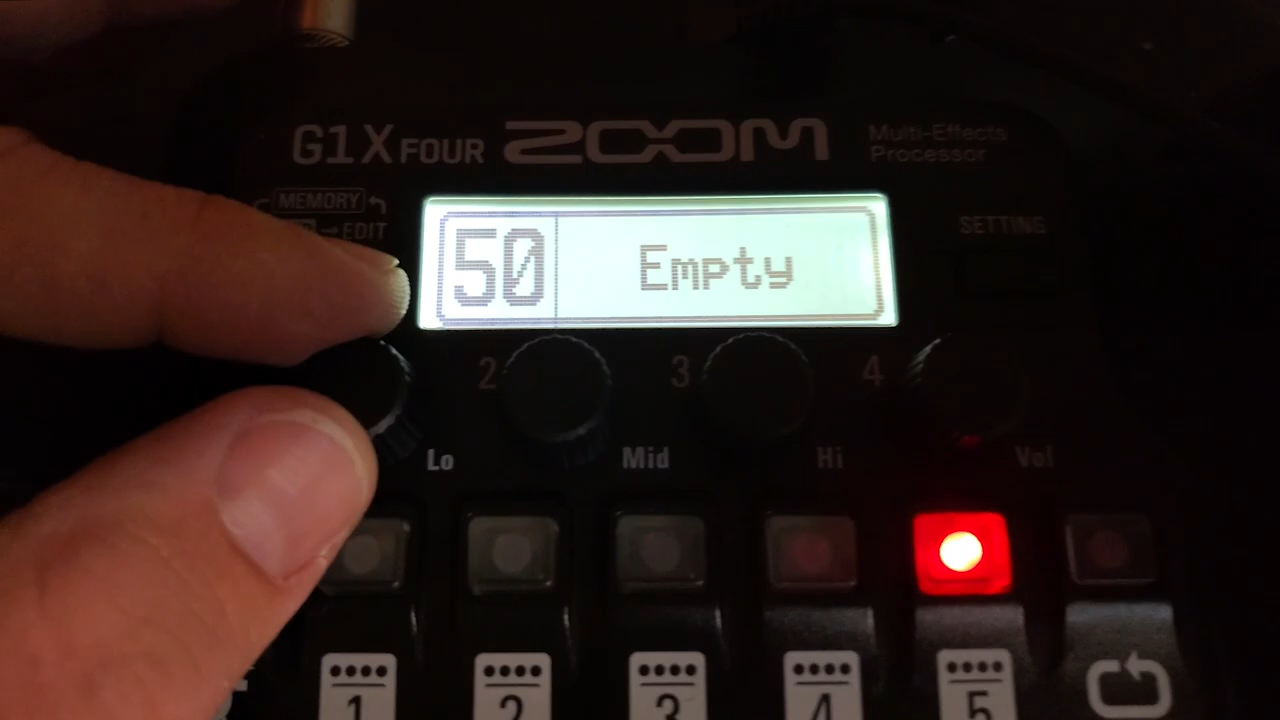 G1X FOUR ZOOM Multi-Effects
Processor
MEMORY
EDIT
SETTING
50 Empty
2 3 4
Lo Mid Hi Vol
1 2 3 4 5